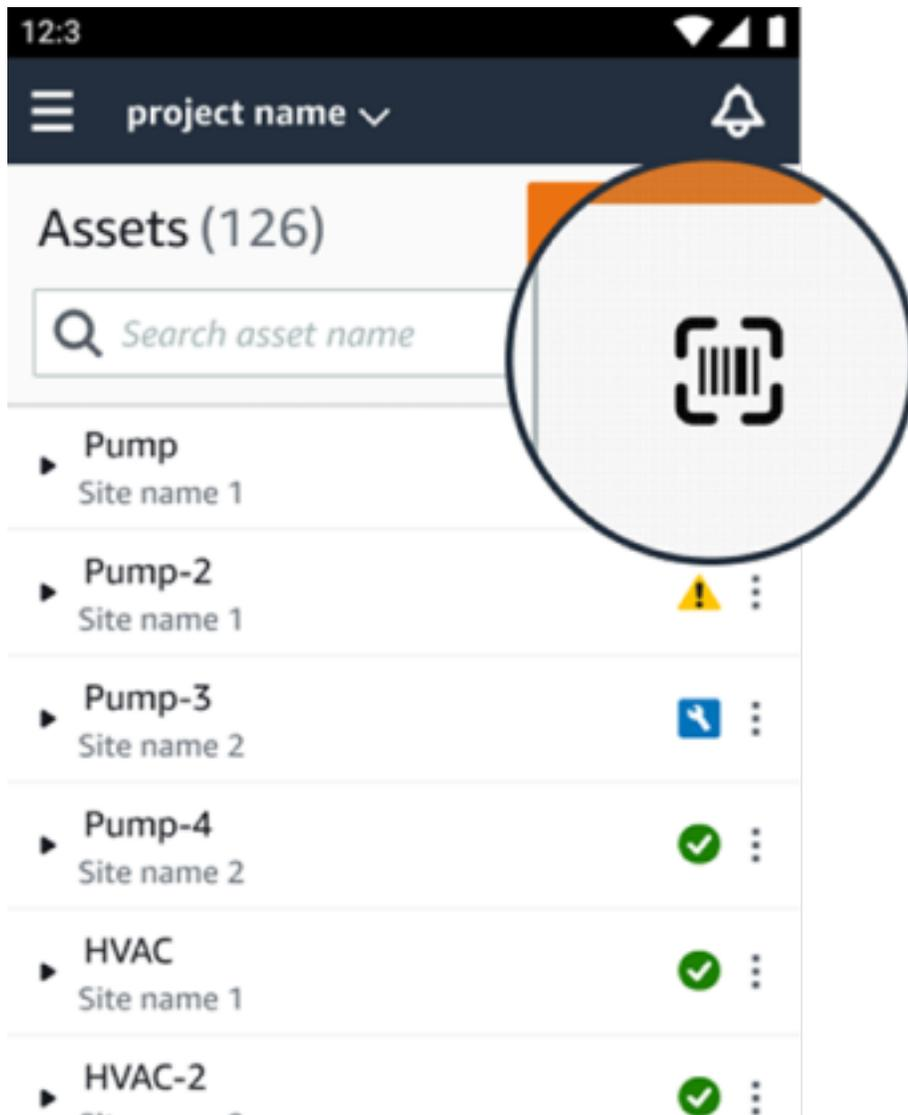 12:3
project name
Assets (126)
Search asset name
Pump
Site name 1
Pump-2
Site name 1
Pump-3
Site name 2
Pump-4
Site name 2
HVAC
Site name 1
HVAC-2